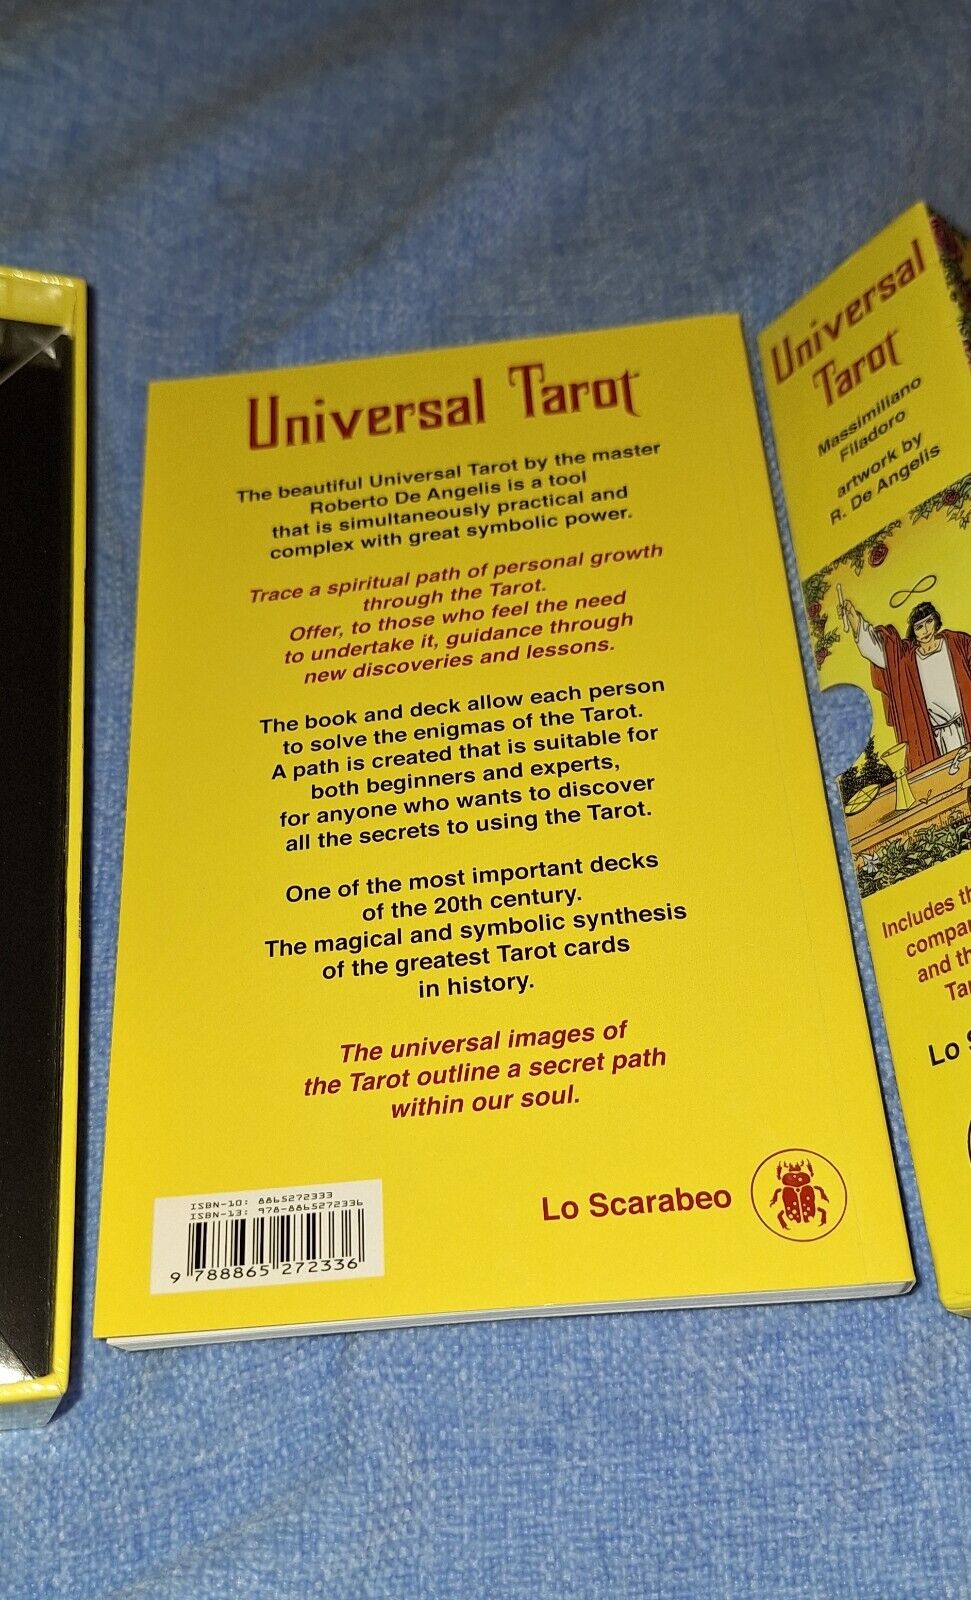 Universal Tarot
The beautiful Universal Tarot by the master
Roberto De Angelis is a tool
that is simultaneously practical and
complex with great symbolic power.
Trace a spiritual path of personal growth
through the Tarot.
Offer, to those who feel the need
to undertake it, guidance through
new discoveries and lessons.
The book and deck allow each person
to solve the enigmas of the Tarot.
A path is created that is suitable for
both beginners and experts,
for anyone who wants to discover
all the secrets to using the Tarot.
One of the most important decks
of the 20th century.
The magical and symbolic synthesis
of the greatest Tarot cards
in history.
The universal images of
the Tarot outline a secret path
within our soul.
ISBN-10: 8865272333
ISBN-13: 978-8865272336
9 788865 272336
Lo Scarabeo
Universal
Tarot
Massimiliano
Filadoro
artwork by
R. De Angelis
Includes
and
Lo